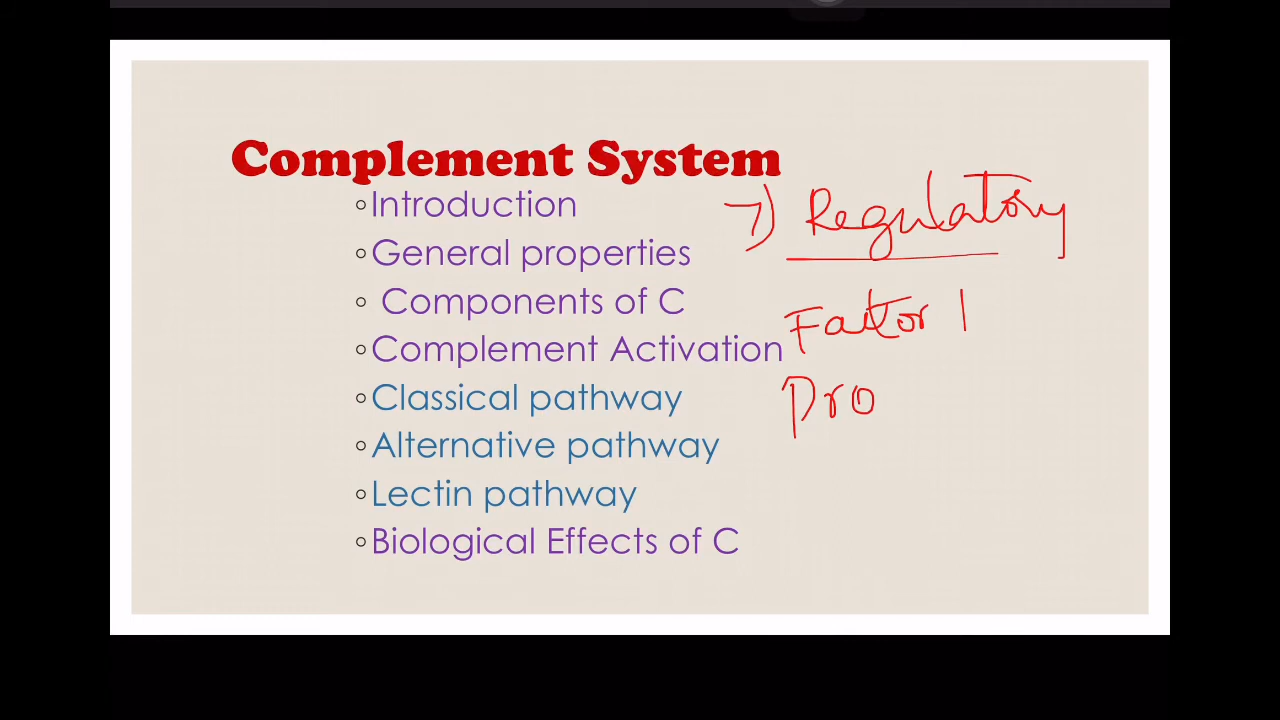 Complement System
◦Introduction
◦General properties
◦ Components of C
◦Complement Activation
◦Classical pathway
◦Alternative pathway
◦Lectin pathway
◦Biological Effects of C
7) Regulatory
Factor I
Pro